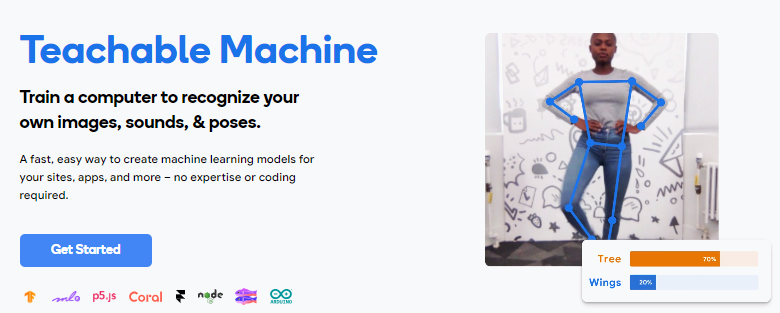 Teachable Machine
Train a computer to recognize your
own images, sounds, & poses.
A fast, easy way to create machine learning models for
your sites, apps, and more – no expertise or coding
required.
Get Started
p5.js Coral node ARDUINO
Tree 70%
Wings 20%